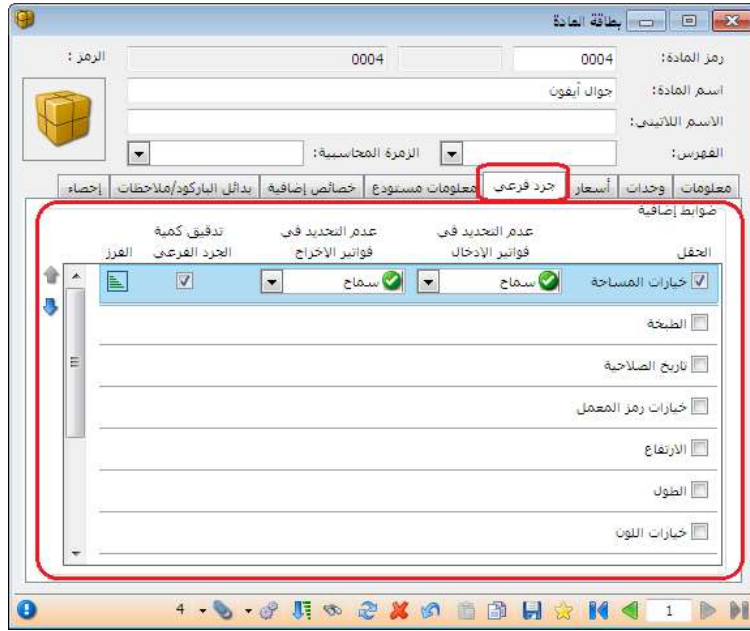 بطاقة المادة
رمز المادة: 0004 0004 الرمز :
اسم المادة: جوال آيفون
الاسم اللاتيني:
الفهرس: الزمرة المحاسبية:
معلومات وحدات أسعار جرد فرعي معلومات مستودع خصائص إضافية بدائل الباركود/ملاحظات إحصاء
ضوابط إضافية
عدم التحديد في عدم التحديد في تدقيق كمية
الحقل فواتير الإدخال فواتير الإخراج الجرد الفرعي الفرز
خيارات المساحة سماح سماح
الطبخة
تاريخ الصلاحية
خيارات رمز المعمل
الارتفاع
الطول
خيارات اللون
1 4